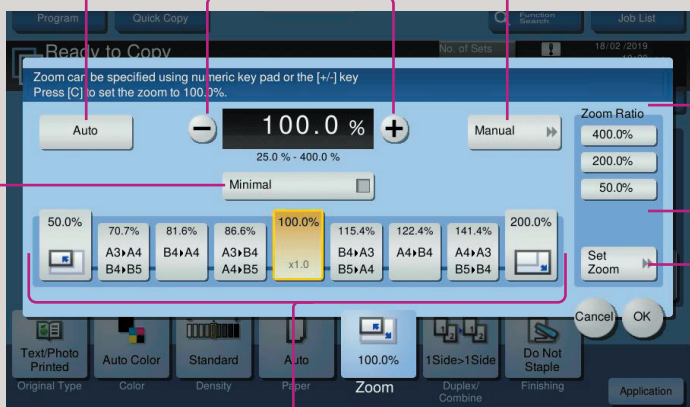 Program
Quick Copy
Function
Search
Job List
Ready to Copy
No. of Sets
18/02/2019
Zoom can be specified using numeric key pad or the [+/-] key
Press [C] to set the zoom to 100.0%.
Auto
100.0 %
Manual
25.0 % - 400.0 %
Minimal
Zoom Ratio
400.0%
200.0%
50.0%
Set
Zoom
50.0%
70.7%
A3▸A4
B4▸B5
81.6%
B4▸A4
86.6%
A3▸B4
A4▸B5
100.0%
x1.0
115.4%
B4▸A3
B5▸A4
122.4%
A4▸B4
141.4%
A4▸A3
B5▸B4
200.0%
Cancel
OK
Text/Photo
Printed
Auto Color
Standard
Auto
100.0%
1Side>1Side
Do Not
Staple
Original Type
Color
Density
Paper
Zoom
Duplex/
Combine
Finishing
Application